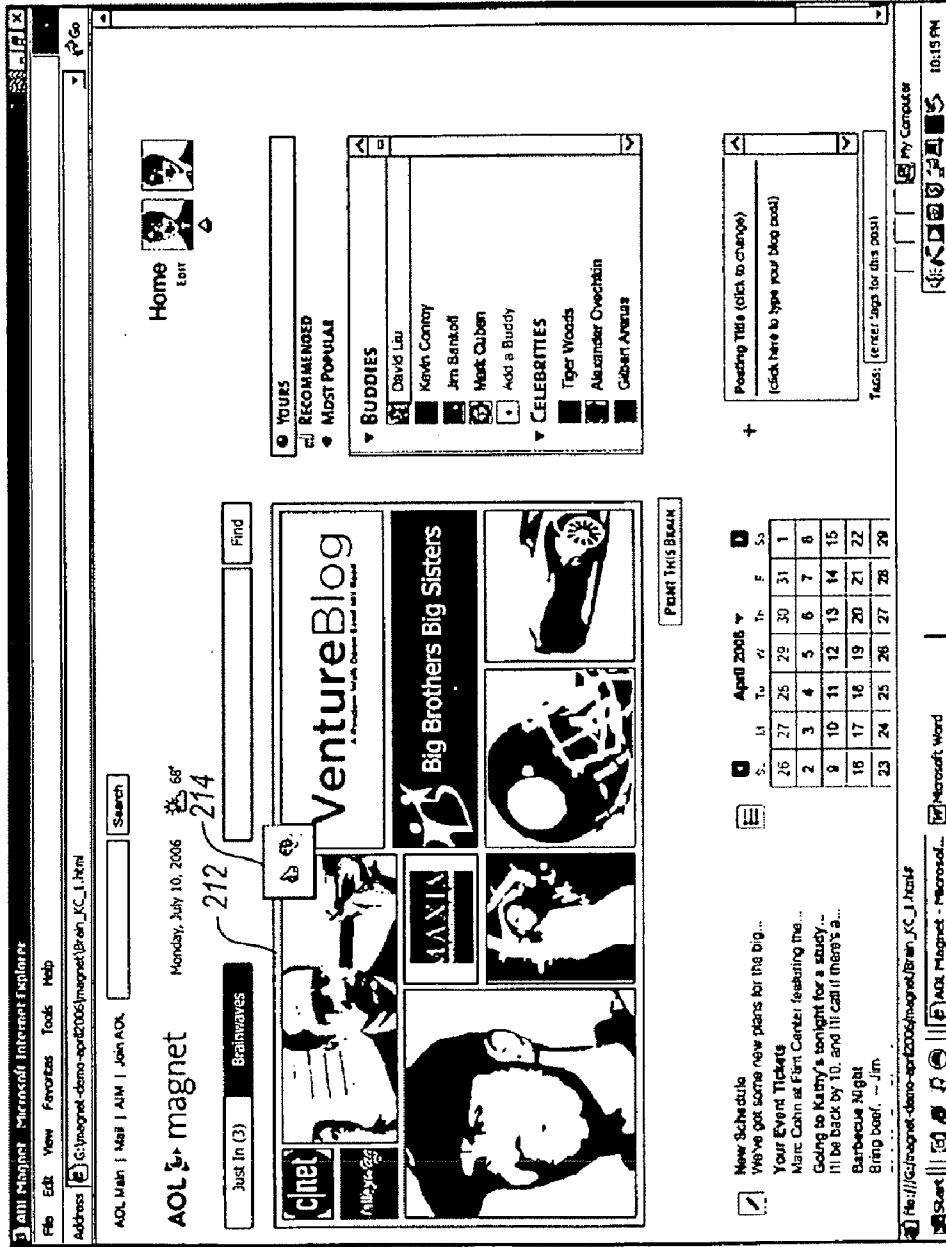 AOL Magnet Microsoft Internet Explorer
File Edit View Favorites Tools Help
Address G:\magnet-demo-april2006\magnet\Brain_KC_1.html Go
AOL Main | Mail | AIM | Join AOL
Search
AOL magnet
Monday, July 10, 2006
68°
Home
EDIT
Just In (3)
Brainwaves
Find
212
214
c|net
VentureBlog
MAXIM
Big Brothers Big Sisters
PRINT THIS BRAIN
YOURS
RECOMMENDED
MOST POPULAR
BUDDIES
David Liu
Kevin Conroy
Jim Bankoff
Mark Cuban
Add a Buddy
CELEBRITIES
Tiger Woods
Alexander Ovechkin
Gilbert Arenas
New Schedule
We've got some new plans for the big...
Your Event Tickets
Marc Cohn at Flint Center featuring the...
Going to Kathy's tonight for a study...
I'll be back by 10, and I'll call if there's a...
Barbecue Night
Bring beef. -- Jim
April 2006
Su M Tu W Th F Sa
26 27 28 29 30 31 1
2 3 4 5 6 7 8
9 10 11 12 13 14 15
16 17 18 19 20 21 22
23 24 25 26 27 28 29
+
Posting Title (click to change)
(click here to type your blog post)
TAGS: (enter tags for this post)
file:///G:/magnet-demo-april2006/magnet/Brain_KC_1.html#
My Computer
Start
AOL Magnet - Microsof...
Microsoft Word
10:15 PM